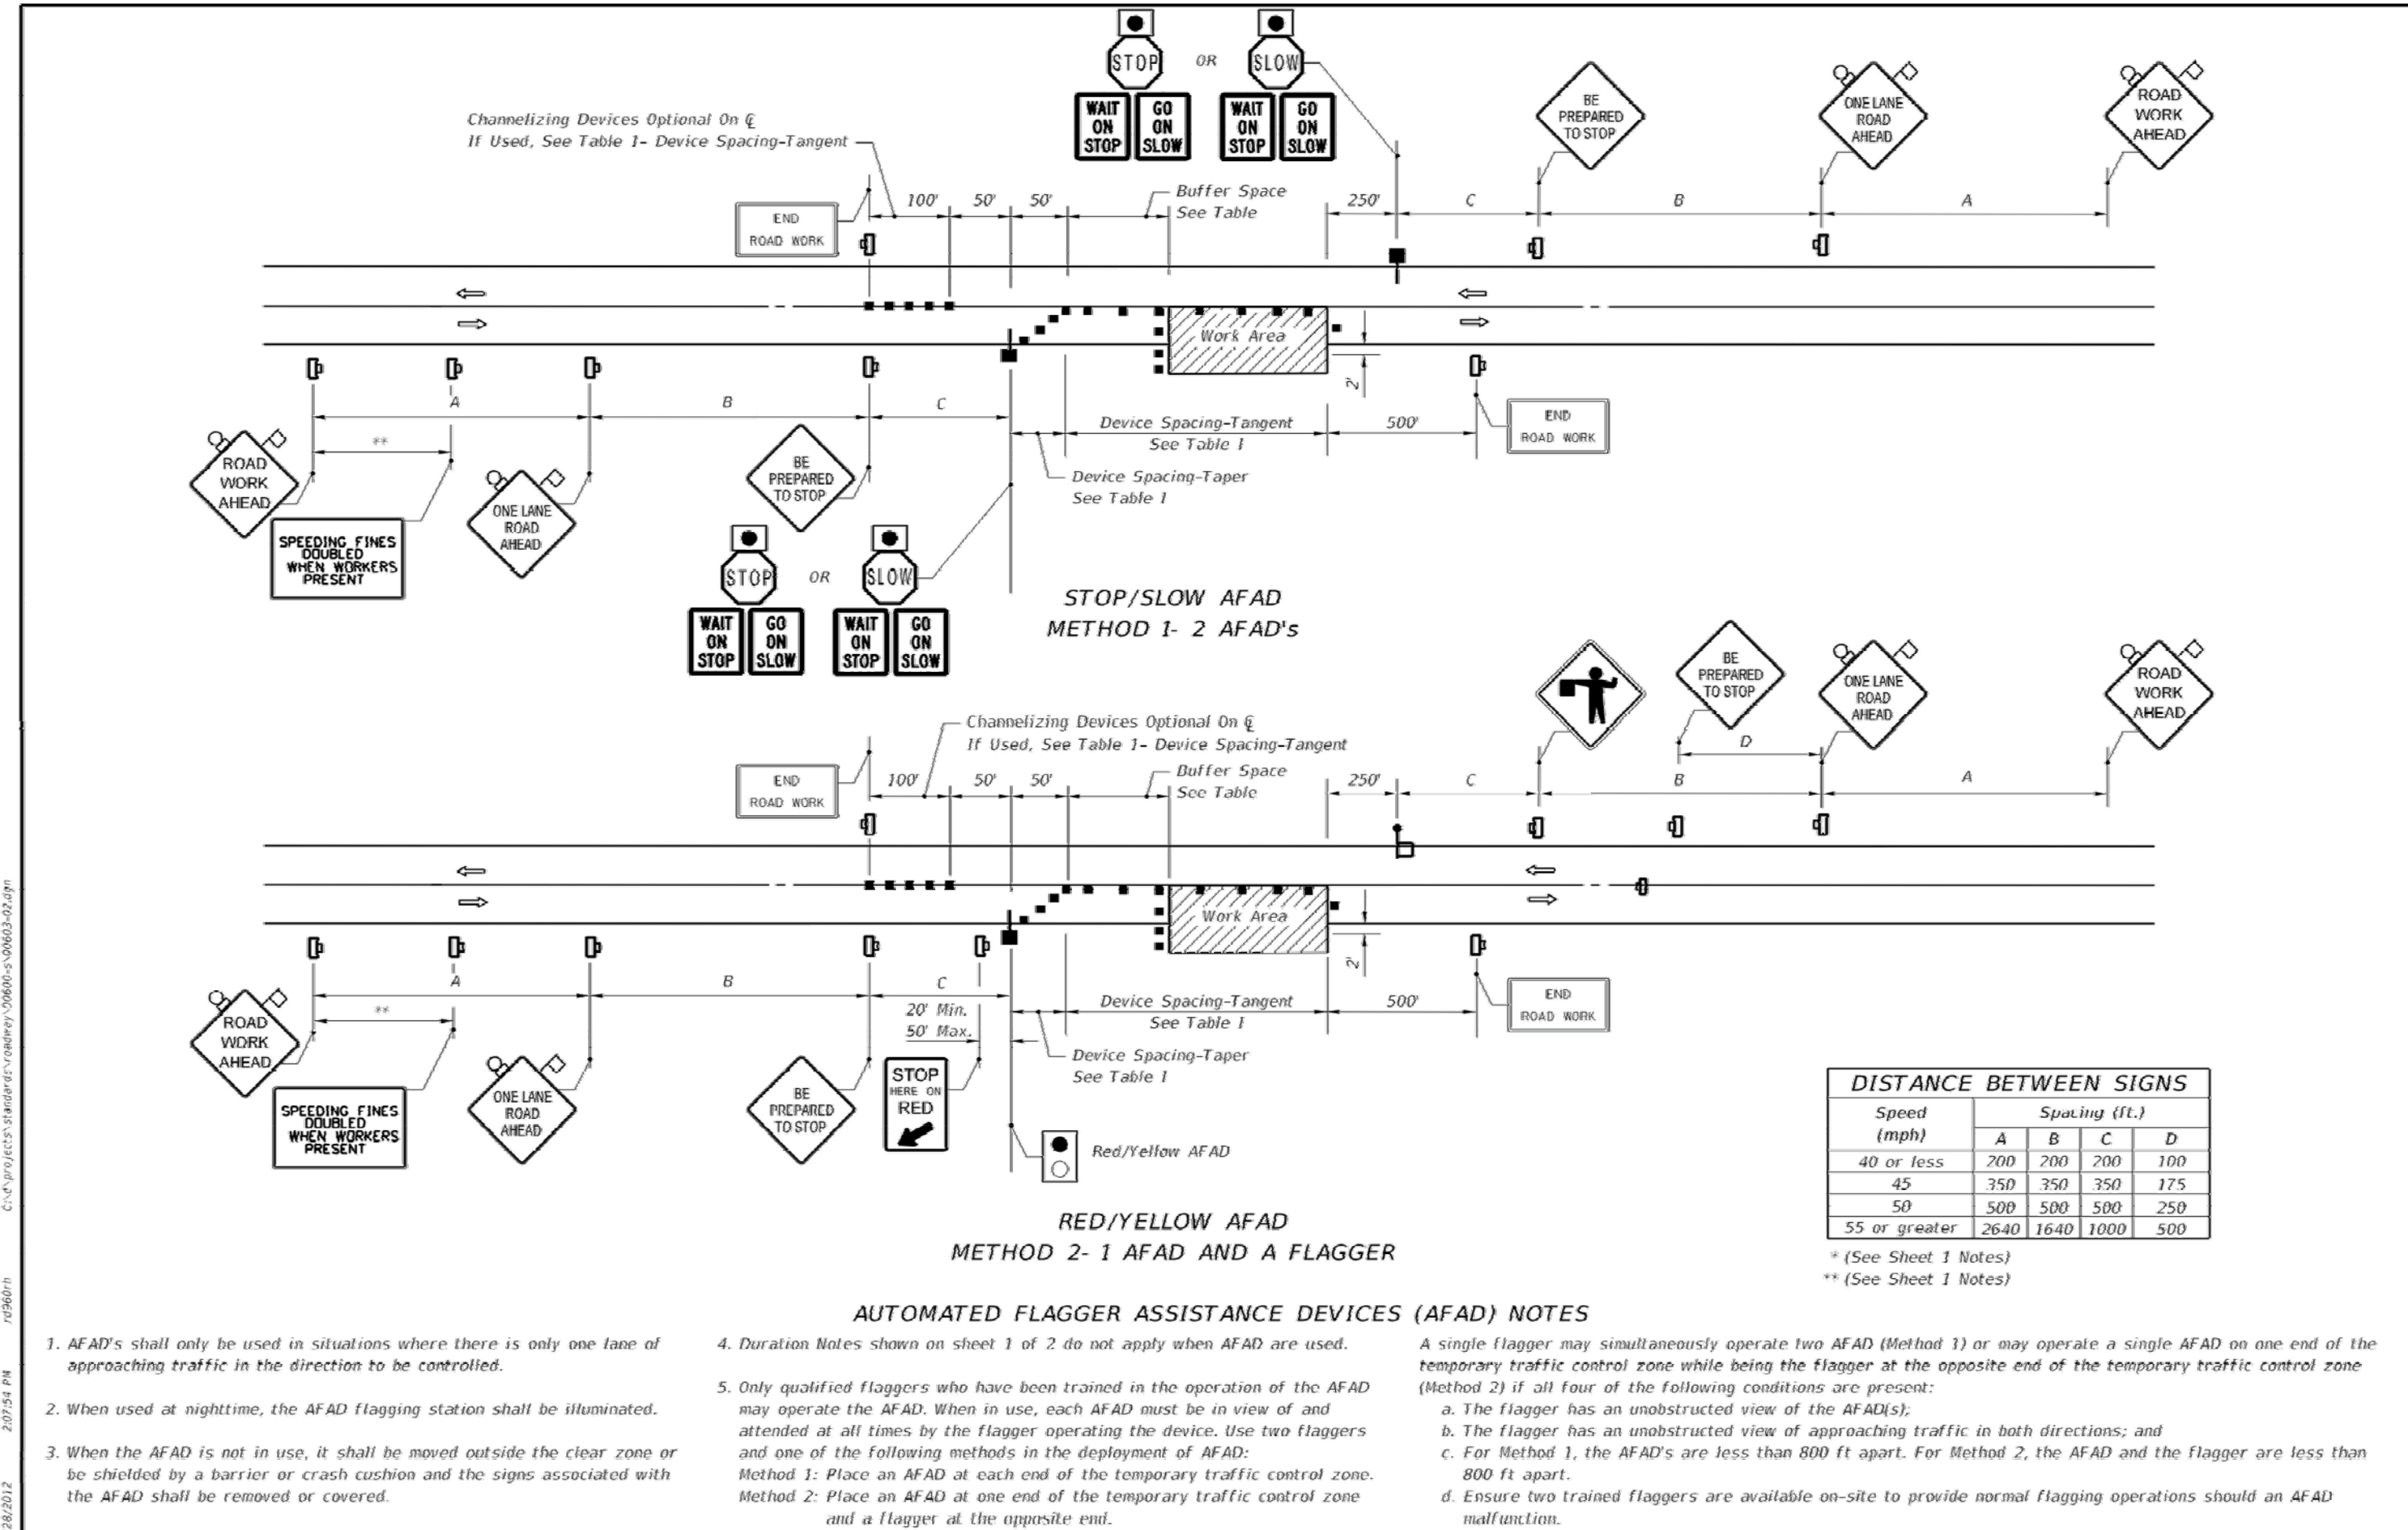 STOP
OR
SLOW
WAIT
ON
STOP
GO
ON
SLOW
WAIT
ON
STOP
GO
ON
SLOW
BE
PREPARED
TO STOP
ONE LANE
ROAD
AHEAD
ROAD
WORK
AHEAD
Channelizing Devices Optional On ℄
If Used, See Table 1- Device Spacing-Tangent
END
ROAD WORK
100'
50'
50'
Buffer Space
See Table
250'
C
B
A
Work Area
2'
A
B
C
**
Device Spacing-Tangent
See Table 1
500'
END
ROAD WORK
Device Spacing-Taper
See Table 1
ROAD
WORK
AHEAD
SPEEDING FINES
DOUBLED
WHEN WORKERS
PRESENT
ONE LANE
ROAD
AHEAD
BE
PREPARED
TO STOP
STOP
OR
SLOW
WAIT
ON
STOP
GO
ON
SLOW
WAIT
ON
STOP
GO
ON
SLOW
STOP/SLOW AFAD
METHOD 1- 2 AFAD's
BE
PREPARED
TO STOP
ONE LANE
ROAD
AHEAD
ROAD
WORK
AHEAD
Channelizing Devices Optional On ℄
If Used, See Table 1- Device Spacing-Tangent
END
ROAD WORK
100'
50'
50'
Buffer Space
See Table
250'
C
D
B
A
Work Area
2'
A
B
C
**
20' Min.
50' Max.
Device Spacing-Tangent
See Table 1
500'
END
ROAD WORK
Device Spacing-Taper
See Table 1
ROAD
WORK
AHEAD
SPEEDING FINES
DOUBLED
WHEN WORKERS
PRESENT
ONE LANE
ROAD
AHEAD
BE
PREPARED
TO STOP
STOP
HERE ON
RED
Red/Yellow AFAD
RED/YELLOW AFAD
METHOD 2- 1 AFAD AND A FLAGGER
DISTANCE BETWEEN SIGNS
Speed
(mph)
Spacing (ft.)
A B C D
40 or less 200 200 200 100
45 350 350 350 175
50 500 500 500 250
55 or greater 2640 1640 1000 500
* (See Sheet 1 Notes)
** (See Sheet 1 Notes)
AUTOMATED FLAGGER ASSISTANCE DEVICES (AFAD) NOTES
1. AFAD's shall only be used in situations where there is only one lane of
approaching traffic in the direction to be controlled.
2. When used at nighttime, the AFAD flagging station shall be illuminated.
3. When the AFAD is not in use, it shall be moved outside the clear zone or
be shielded by a barrier or crash cushion and the signs associated with
the AFAD shall be removed or covered.
4. Duration Notes shown on sheet 1 of 2 do not apply when AFAD are used.
5. Only qualified flaggers who have been trained in the operation of the AFAD
may operate the AFAD. When in use, each AFAD must be in view of and
attended at all times by the flagger operating the device. Use two flaggers
and one of the following methods in the deployment of AFAD:
Method 1: Place an AFAD at each end of the temporary traffic control zone.
Method 2: Place an AFAD at one end of the temporary traffic control zone
and a flagger at the opposite end.
A single flagger may simultaneously operate two AFAD (Method 1) or may operate a single AFAD on one end of the
temporary traffic control zone while being the flagger at the opposite end of the temporary traffic control zone
(Method 2) if all four of the following conditions are present:
a. The flagger has an unobstructed view of the AFAD(s);
b. The flagger has an unobstructed view of approaching traffic in both directions; and
c. For Method 1, the AFAD's are less than 800 ft apart. For Method 2, the AFAD and the flagger are less than
800 ft apart.
d. Ensure two trained flaggers are available on-site to provide normal flagging operations should an AFAD
malfunction.
C:\d\projects\standards\roadway\00600-s\00603-02.dgn
rd960rh
2:07:54 PM
28/2012